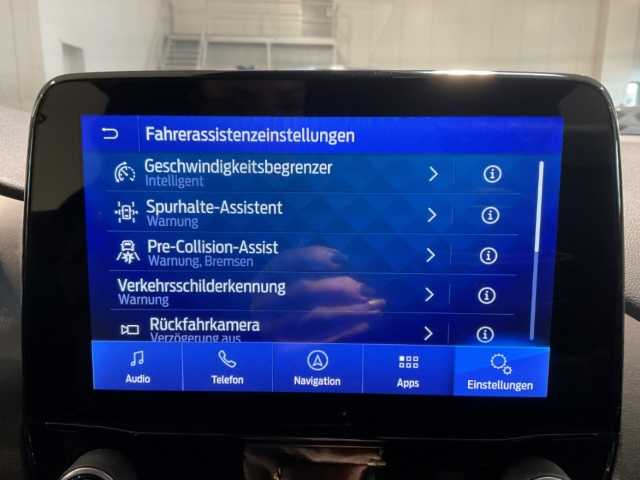 Fahrerassistenzeinstellungen
Geschwindigkeitsbegrenzer
Intelligent
Spurhalte-Assistent
Warnung
Pre-Collision-Assist
Warnung, Bremsen
Verkehrsschilderkennung
Warnung
Rückfahrkamera
Verzögerung aus
Audio
Telefon
Navigation
Apps
Einstellungen